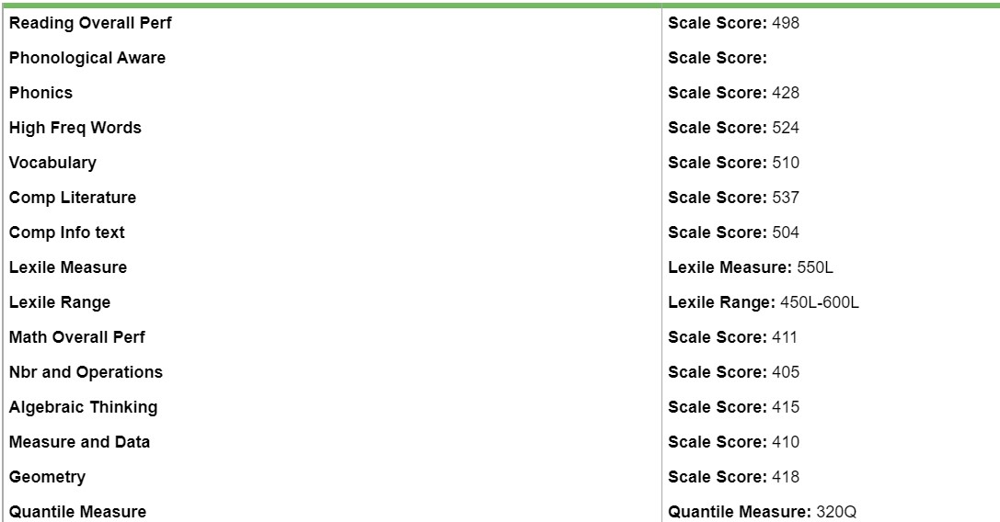 Reading Overall Perf Scale Score: 498
Phonological Aware Scale Score:
Phonics Scale Score: 428
High Freq Words Scale Score: 524
Vocabulary Scale Score: 510
Comp Literature Scale Score: 537
Comp Info text Scale Score: 504
Lexile Measure Lexile Measure: 550L
Lexile Range Lexile Range: 450L-600L
Math Overall Perf Scale Score: 411
Nbr and Operations Scale Score: 405
Algebraic Thinking Scale Score: 415
Measure and Data Scale Score: 410
Geometry Scale Score: 418
Quantile Measure Quantile Measure: 320Q